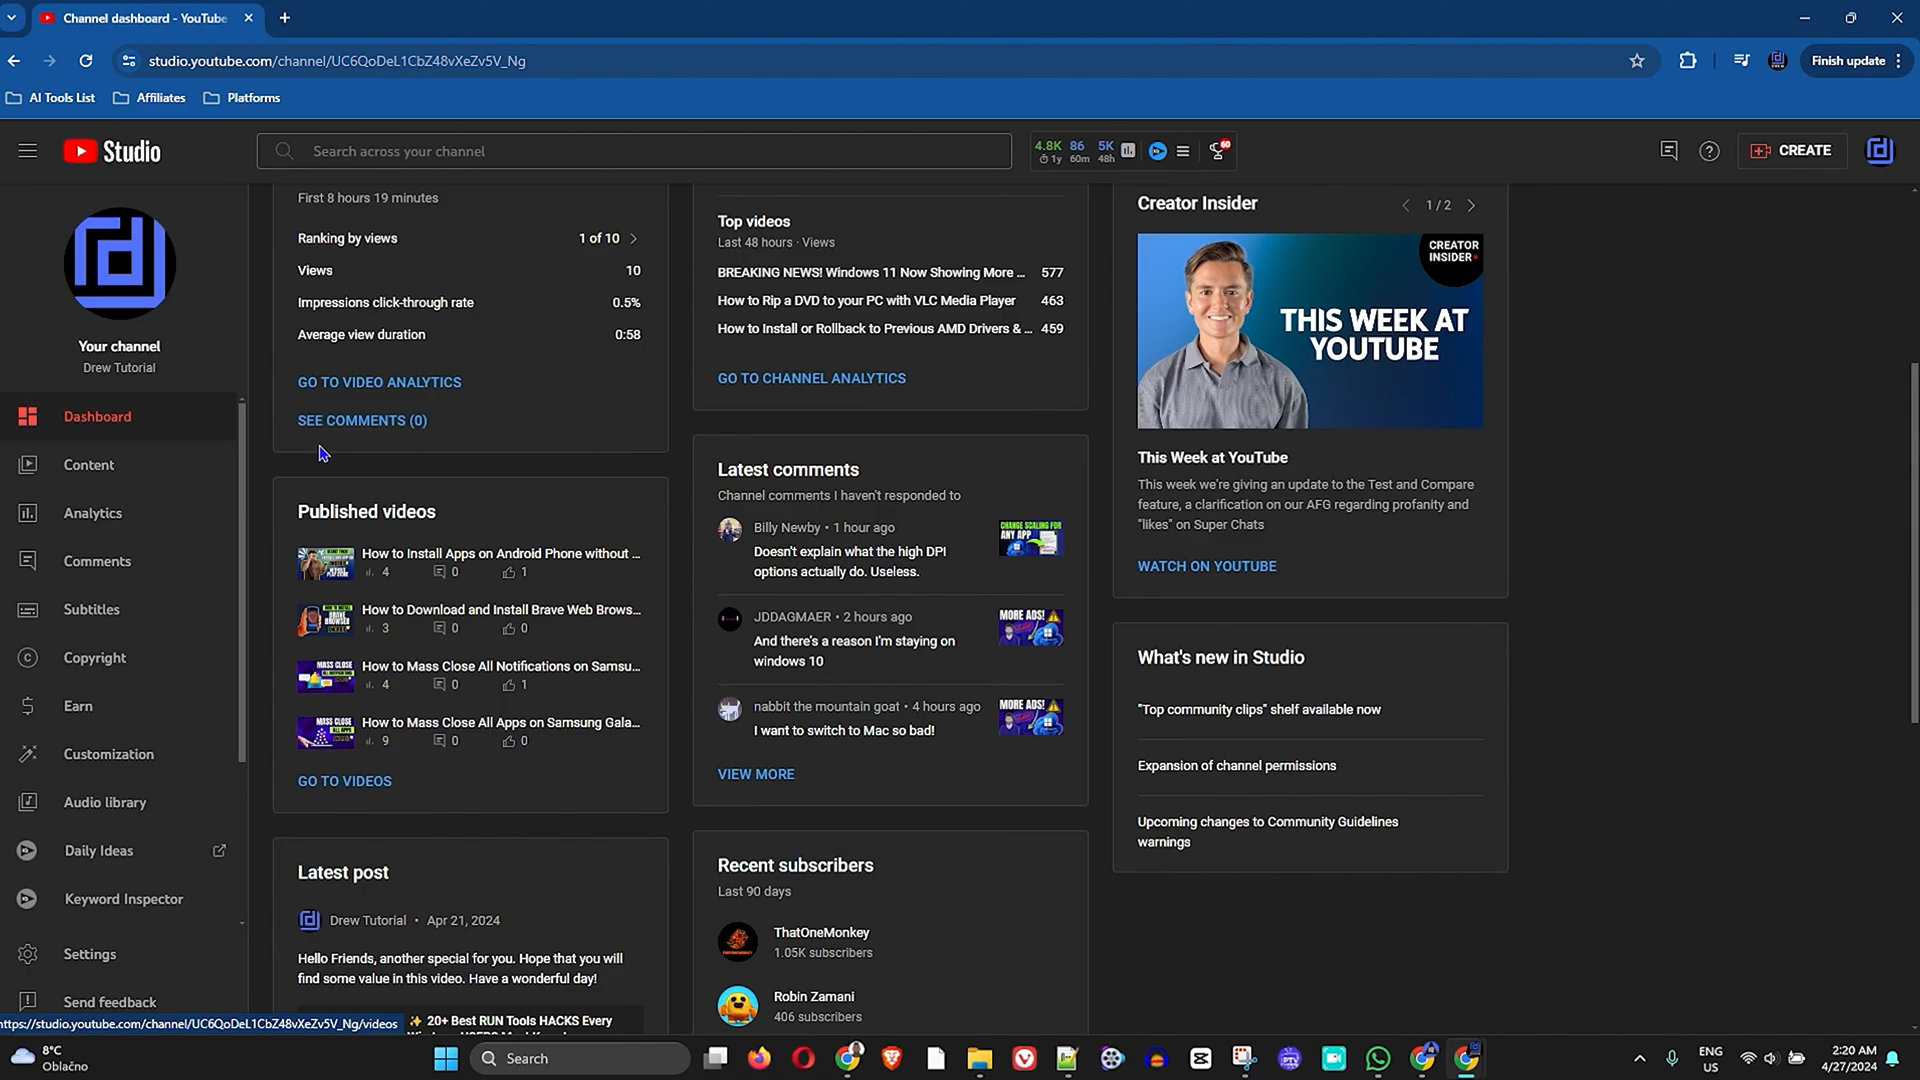 Channel dashboard - YouTube
studio.youtube.com/channel/UC6QoDeL1CbZ48vXeZv5V_Ng
Finish update
AI Tools List
Affiliates
Platforms
Studio
Search across your channel
4.8K 86 5K
1y 60m 48h
60
CREATE
Your channel
Drew Tutorial
Dashboard
Content
Analytics
Comments
Subtitles
Copyright
Earn
Customization
Audio library
Daily Ideas
Keyword Inspector
Settings
Send feedback
https://studio.youtube.com/channel/UC6QoDeL1CbZ48vXeZv5V_Ng/videos
First 8 hours 19 minutes
Ranking by views 1 of 10
Views 10
Impressions click-through rate 0.5%
Average view duration 0:58
GO TO VIDEO ANALYTICS
SEE COMMENTS (0)
Published videos
How to Install Apps on Android Phone without ...
4 0 1
How to Download and Install Brave Web Brows...
3 0 0
MASS CLOSE
How to Mass Close All Notifications on Samsu...
4 0 1
MASS CLOSE
How to Mass Close All Apps on Samsung Gala...
9 0 0
GO TO VIDEOS
Latest post
Drew Tutorial • Apr 21, 2024
Hello Friends, another special for you. Hope that you will
find some value in this video. Have a wonderful day!
✨ 20+ Best RUN Tools HACKS Every
Top videos
Last 48 hours · Views
BREAKING NEWS! Windows 11 Now Showing More ... 577
How to Rip a DVD to your PC with VLC Media Player 463
How to Install or Rollback to Previous AMD Drivers & ... 459
GO TO CHANNEL ANALYTICS
Latest comments
Channel comments I haven't responded to
Billy Newby • 1 hour ago
Doesn't explain what the high DPI
options actually do. Useless.
CHANGE SCALING FOR
ANY APP
JDDAGMAER • 2 hours ago
And there's a reason I'm staying on
windows 10
MORE ADS!
nabbit the mountain goat • 4 hours ago
I want to switch to Mac so bad!
MORE ADS!
VIEW MORE
Recent subscribers
Last 90 days
ThatOneMonkey
1.05K subscribers
Robin Zamani
406 subscribers
Creator Insider
1 / 2
CREATOR
INSIDER
THIS WEEK AT
YOUTUBE
This Week at YouTube
This week we're giving an update to the Test and Compare
feature, a clarification on our AFG regarding profanity and
"likes" on Super Chats
WATCH ON YOUTUBE
What's new in Studio
"Top community clips" shelf available now
Expansion of channel permissions
Upcoming changes to Community Guidelines
warnings
8°C
Oblačno
Search
ENG
US
2:20 AM
4/27/2024